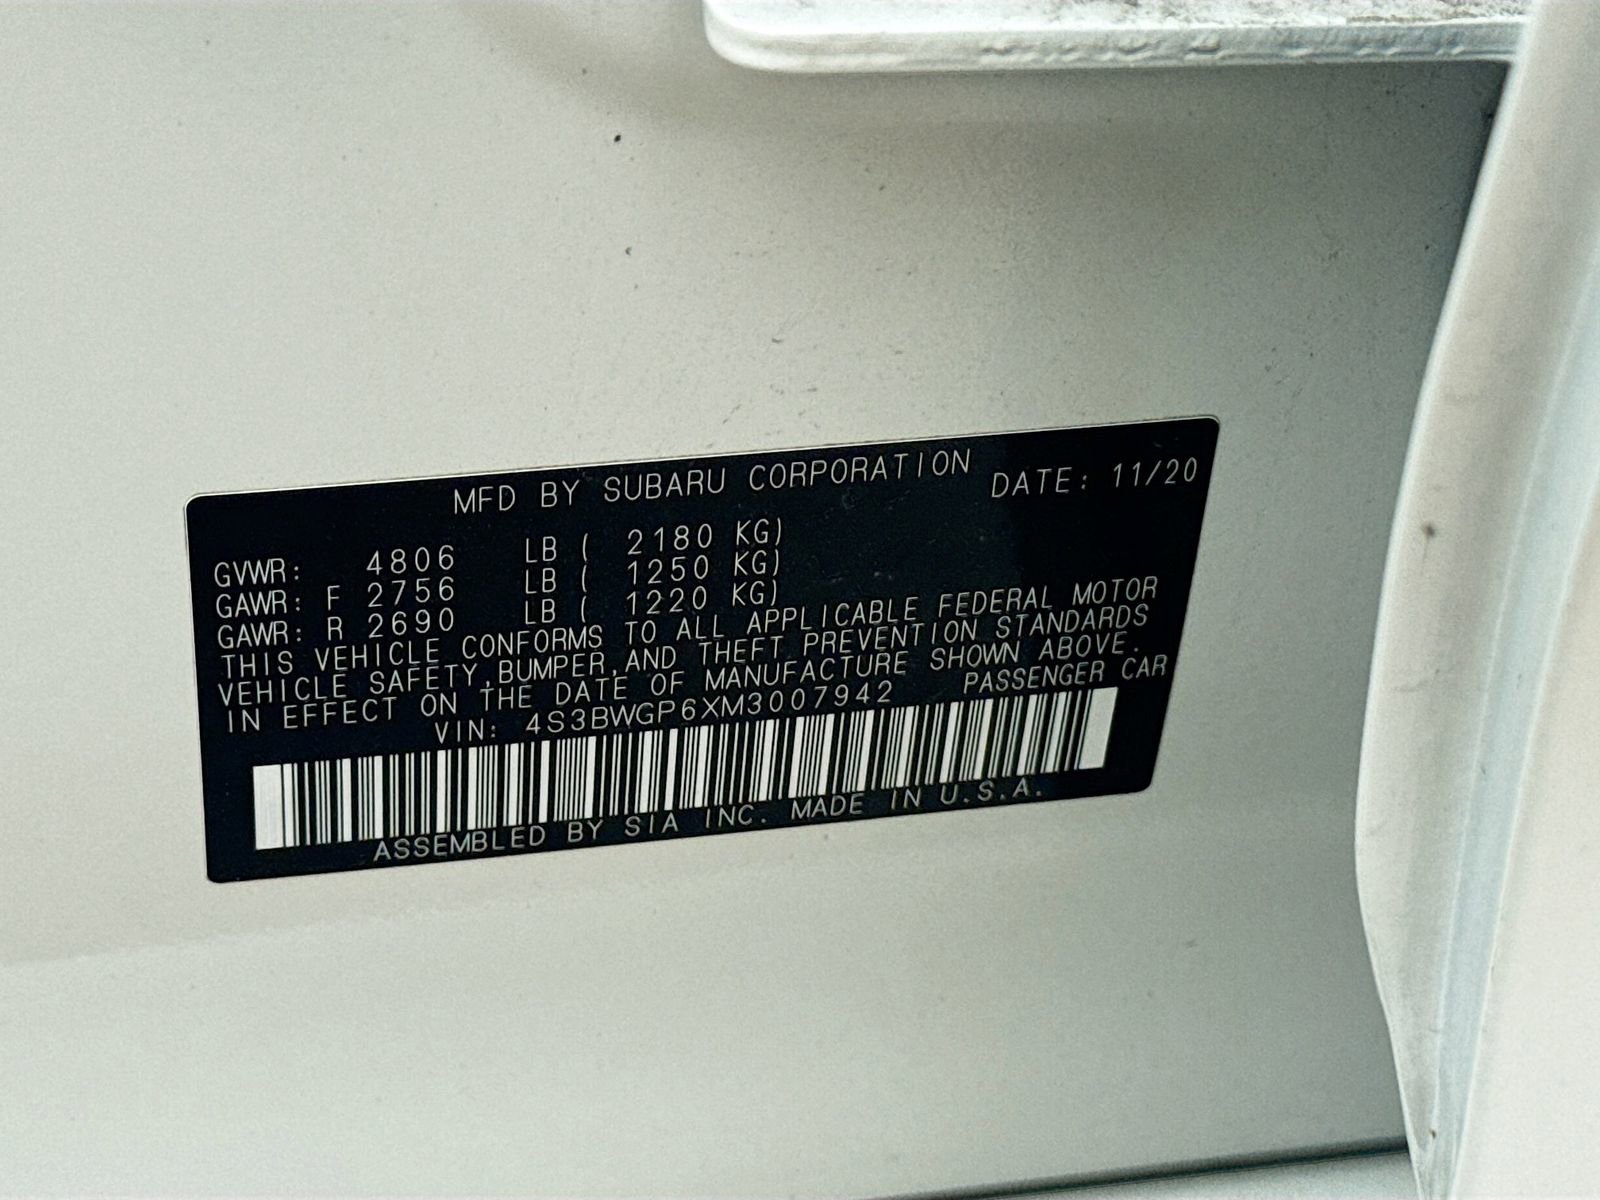 MFD BY SUBARU CORPORATION DATE: 11/20
GVWR: 4806 LB ( 2180 KG)
GAWR: F 2756 LB ( 1250 KG)
GAWR: R 2690 LB ( 1220 KG)
THIS VEHICLE CONFORMS TO ALL APPLICABLE FEDERAL MOTOR
VEHICLE SAFETY,BUMPER,AND THEFT PREVENTION STANDARDS
IN EFFECT ON THE DATE OF MANUFACTURE SHOWN ABOVE.
VIN: 4S3BWGP6XM3007942 PASSENGER CAR
ASSEMBLED BY SIA INC. MADE IN U.S.A.